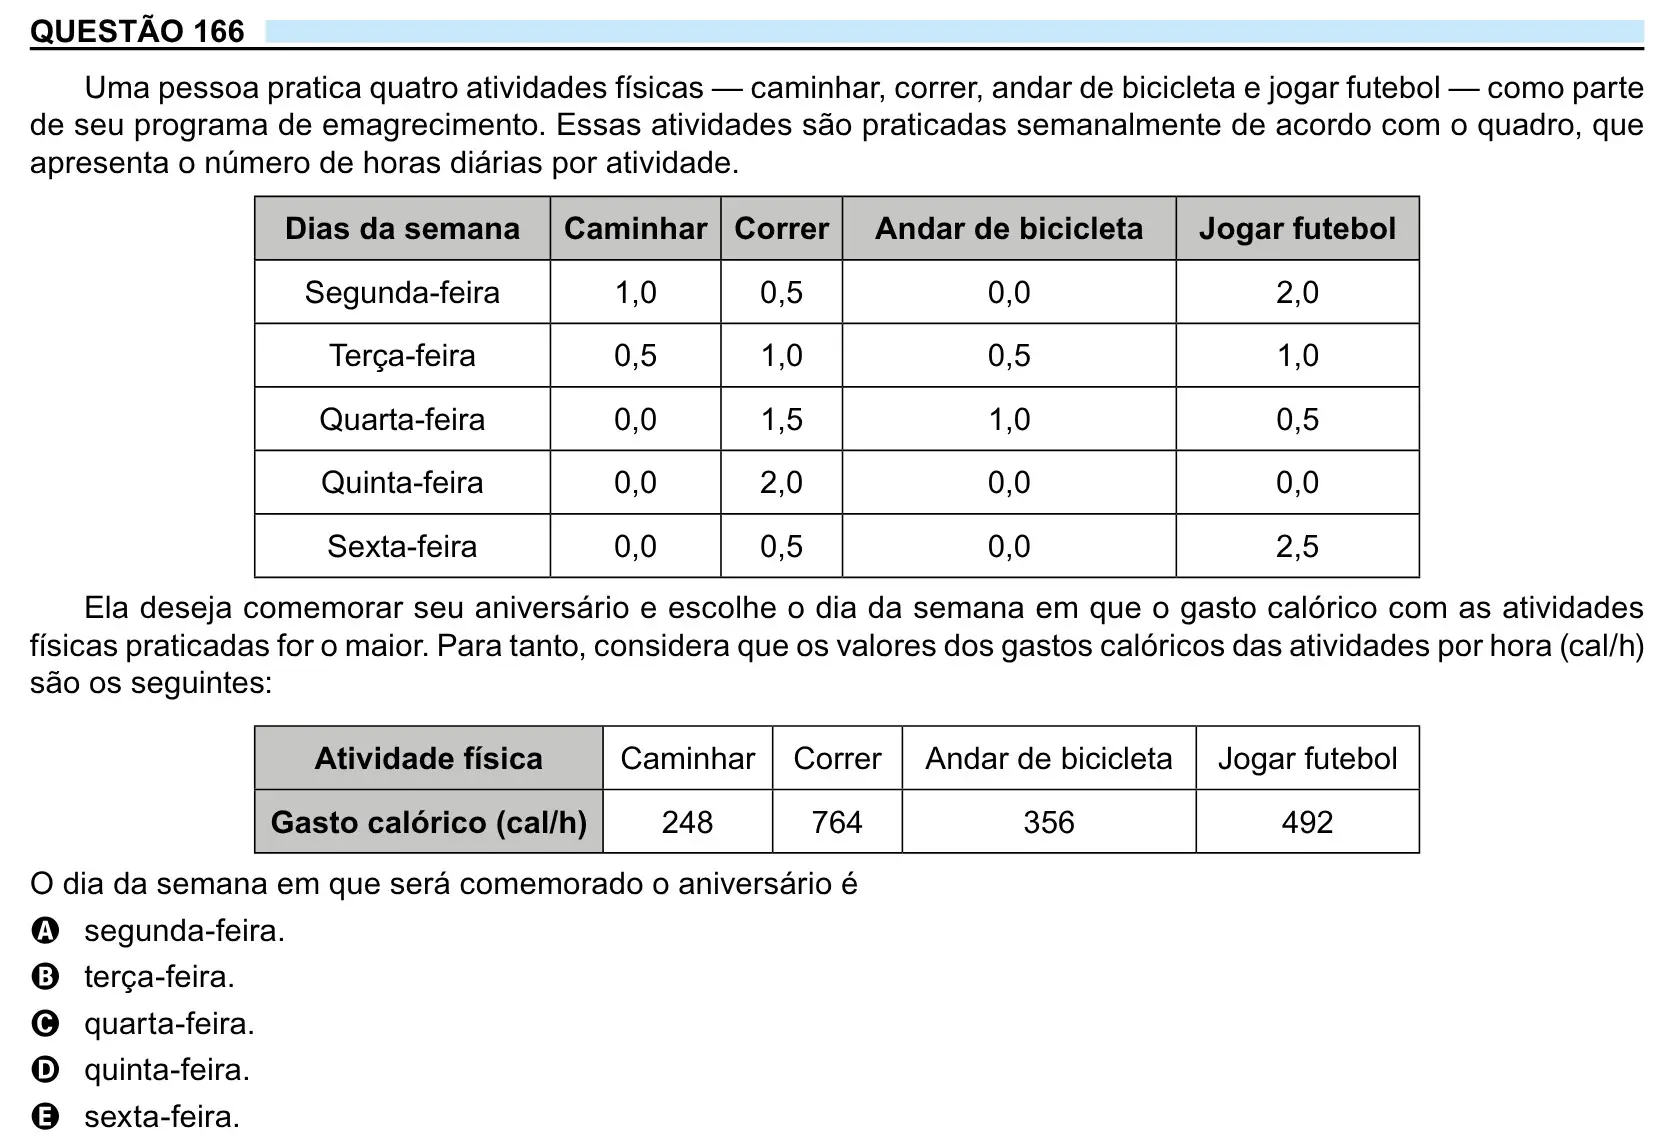 QUESTÃO 166
Uma pessoa pratica quatro atividades físicas — caminhar, correr, andar de bicicleta e jogar futebol — como parte
de seu programa de emagrecimento. Essas atividades são praticadas semanalmente de acordo com o quadro, que
apresenta o número de horas diárias por atividade.
Dias da semana Caminhar Correr Andar de bicicleta Jogar futebol
Segunda-feira 1,0 0,5 0,0 2,0
Terça-feira 0,5 1,0 0,5 1,0
Quarta-feira 0,0 1,5 1,0 0,5
Quinta-feira 0,0 2,0 0,0 0,0
Sexta-feira 0,0 0,5 0,0 2,5
Ela deseja comemorar seu aniversário e escolhe o dia da semana em que o gasto calórico com as atividades
físicas praticadas for o maior. Para tanto, considera que os valores dos gastos calóricos das atividades por hora (cal/h)
são os seguintes:
Atividade física Caminhar Correr Andar de bicicleta Jogar futebol
Gasto calórico (cal/h) 248 764 356 492
O dia da semana em que será comemorado o aniversário é
A segunda-feira.
B terça-feira.
C quarta-feira.
D quinta-feira.
E sexta-feira.